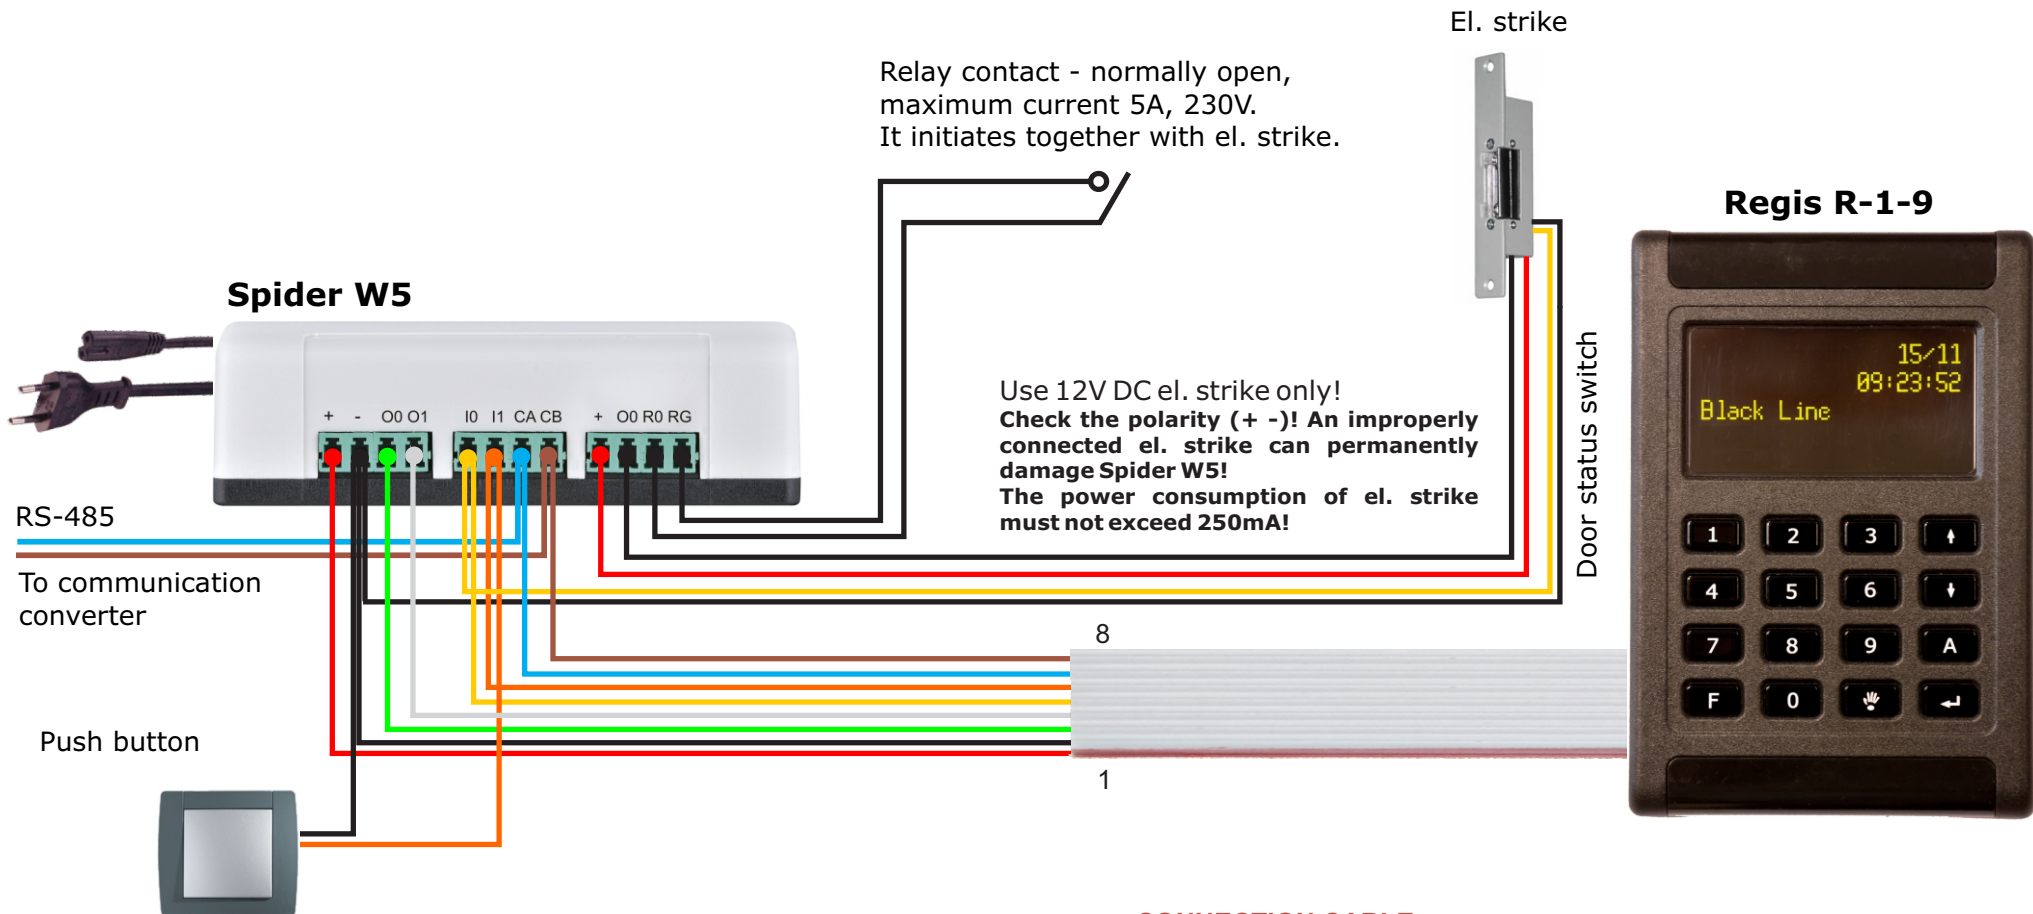 El. strike
Relay contact - normally open,
maximum current 5A, 230V.
It initiates together with el. strike.
Regis R-1-9
Spider W5
15/11
09:23:52
Black Line
Door status switch
Use 12V DC el. strike only!
Check the polarity (+ -)! An improperly
connected el. strike can permanently
damage Spider W5!
The power consumption of el. strike
must not exceed 250mA!
+ - O0 O1 I0 I1 CA CB + O0 R0 RG
RS-485
To communication
converter
1 2 3
4 5 6
7 8 9 A
F 0
8
1
Push button
CONNECTION CABLE